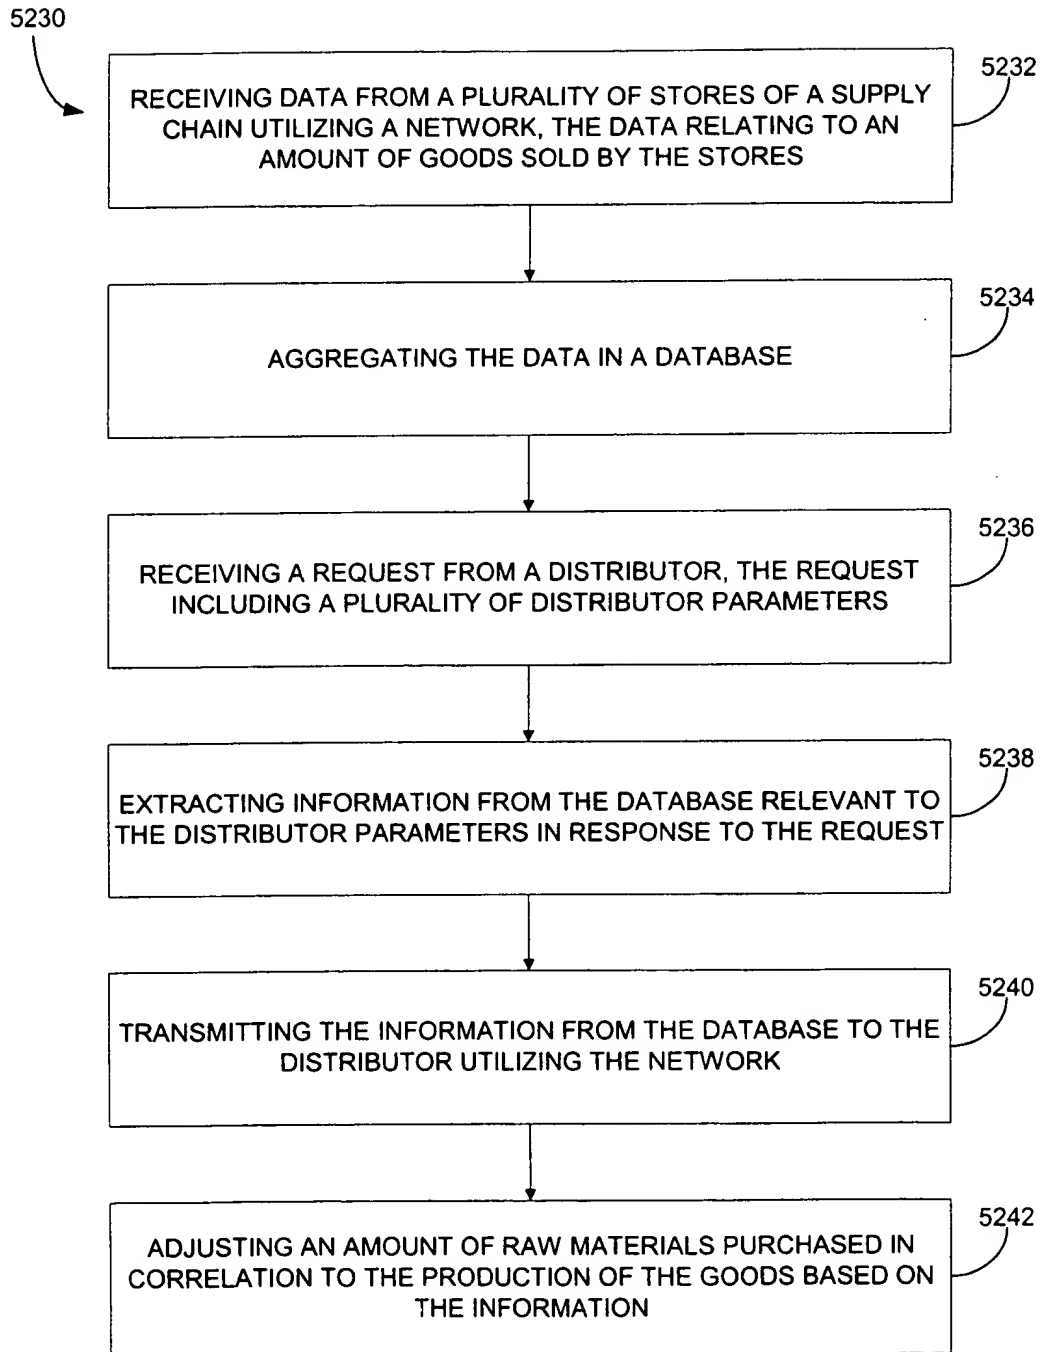 5230
5232
RECEIVING DATA FROM A PLURALITY OF STORES OF A SUPPLY
CHAIN UTILIZING A NETWORK, THE DATA RELATING TO AN
AMOUNT OF GOODS SOLD BY THE STORES
5234
AGGREGATING THE DATA IN A DATABASE
5236
RECEIVING A REQUEST FROM A DISTRIBUTOR, THE REQUEST
INCLUDING A PLURALITY OF DISTRIBUTOR PARAMETERS
5238
EXTRACTING INFORMATION FROM THE DATABASE RELEVANT TO
THE DISTRIBUTOR PARAMETERS IN RESPONSE TO THE REQUEST
5240
TRANSMITTING THE INFORMATION FROM THE DATABASE TO THE
DISTRIBUTOR UTILIZING THE NETWORK
5242
ADJUSTING AN AMOUNT OF RAW MATERIALS PURCHASED IN
CORRELATION TO THE PRODUCTION OF THE GOODS BASED ON
THE INFORMATION